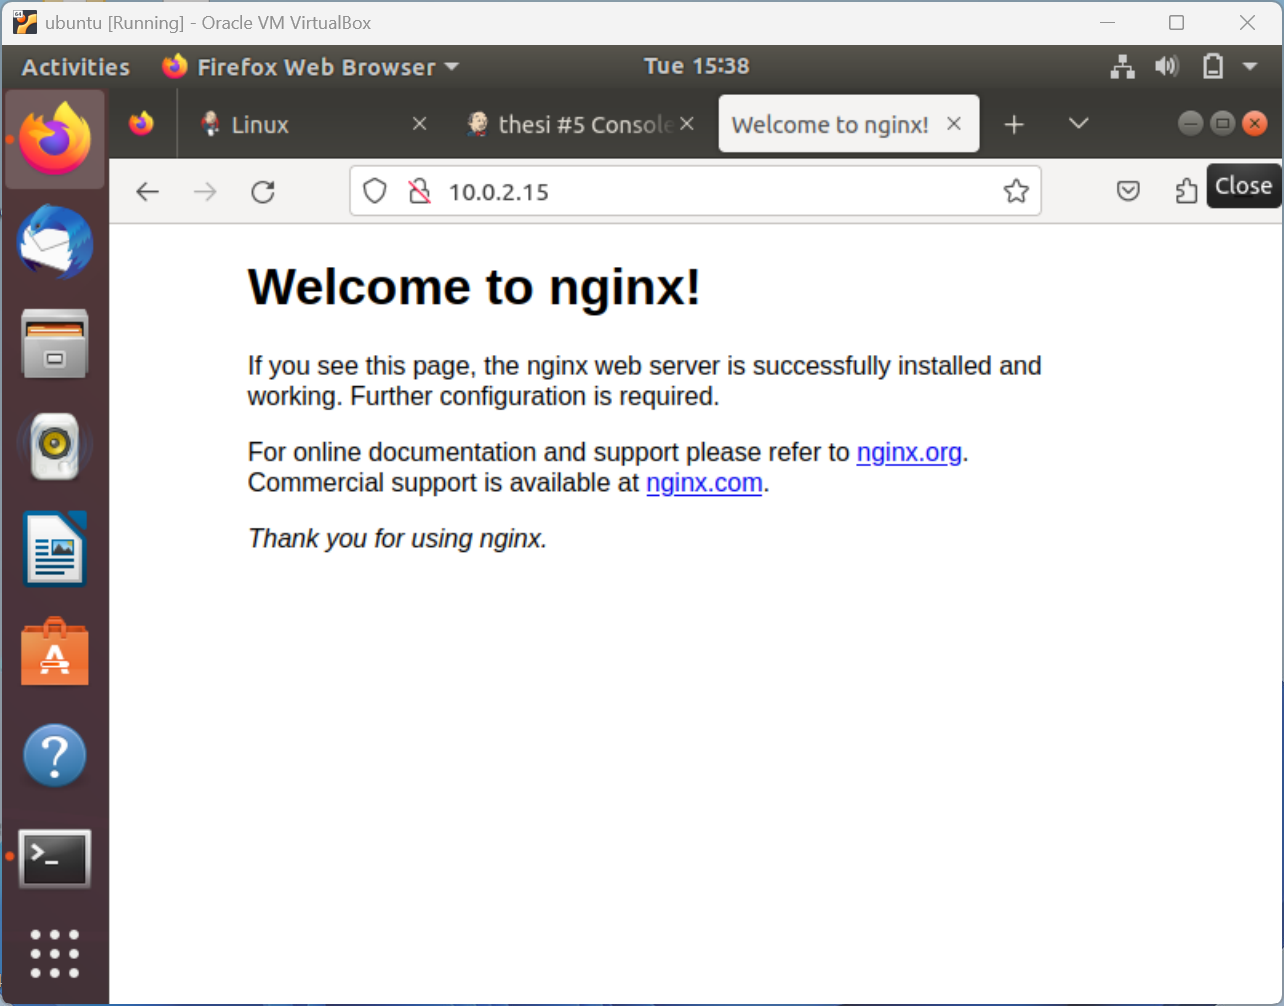 ubuntu [Running] - Oracle VM VirtualBox
Activities Firefox Web Browser Tue 15:38
Linux thesi #5 Console Welcome to nginx!
10.0.2.15 Close
Welcome to nginx!
If you see this page, the nginx web server is successfully installed and
working. Further configuration is required.
For online documentation and support please refer to nginx.org.
Commercial support is available at nginx.com.
Thank you for using nginx.